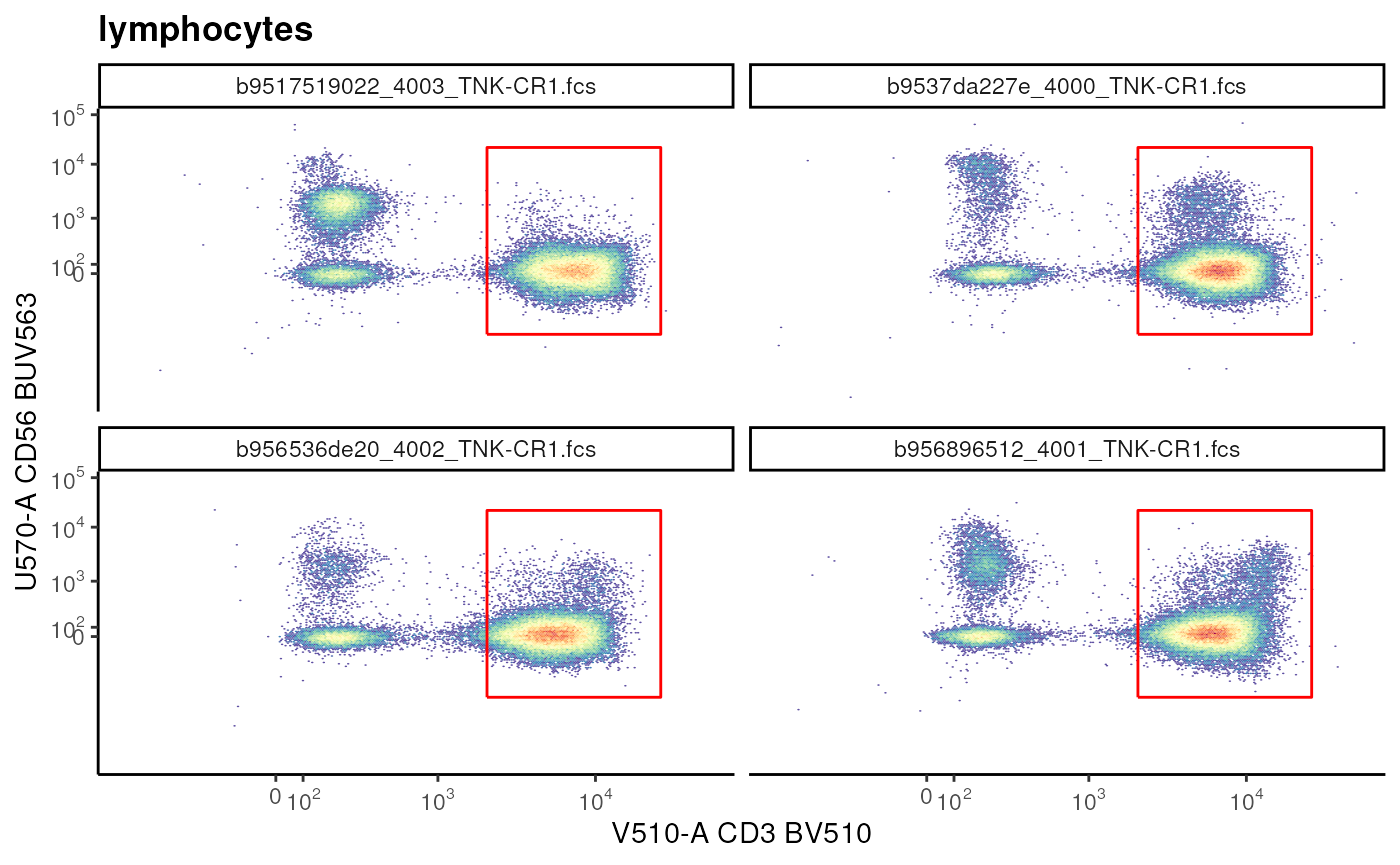 lymphocytes
b9517519022_4003_TNK-CR1.fcs
b9537da227e_4000_TNK-CR1.fcs
10^5
10^4
10^3
10^2
0
b956536de20_4002_TNK-CR1.fcs
b956896512_4001_TNK-CR1.fcs
10^5
10^4
10^3
10^2
0
U570-A CD56 BUV563
0 10^2 10^3 10^4
0 10^2 10^3 10^4
V510-A CD3 BV510